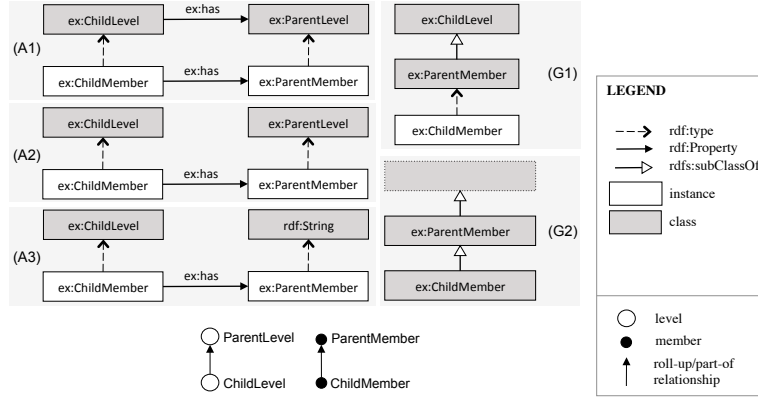 ex:ChildLevel
ex:has
ex:ParentLevel
(A1)
ex:ChildMember
ex:has
ex:ParentMember
ex:ChildLevel
ex:ParentLevel
(A2)
ex:ChildMember
ex:has
ex:ParentMember
ex:ChildLevel
rdf:String
(A3)
ex:ChildMember
ex:has
ex:ParentMember
ex:ChildLevel
ex:ParentMember
(G1)
ex:ChildMember
ex:ParentMember
(G2)
ex:ChildMember
LEGEND
rdf:type
rdf:Property
rdfs:subClassOf
instance
class
level
member
roll-up/part-of
relationship
ParentLevel
ParentMember
ChildLevel
ChildMember